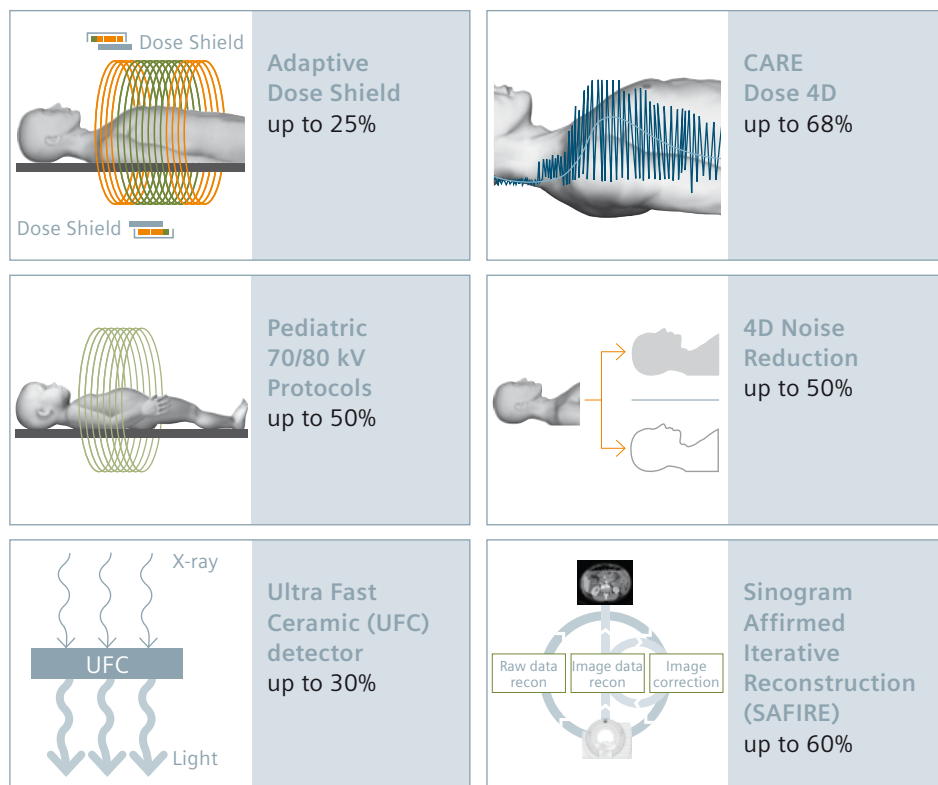 Dose Shield
Dose Shield
Adaptive
Dose Shield
up to 25%
CARE
Dose 4D
up to 68%
Pediatric
70/80 kV
Protocols
up to 50%
4D Noise
Reduction
up to 50%
X-ray
UFC
Light
Ultra Fast
Ceramic (UFC)
detector
up to 30%
Raw data
recon
Image data
recon
Image
correction
Sinogram
Affirmed
Iterative
Reconstruction
(SAFIRE)
up to 60%